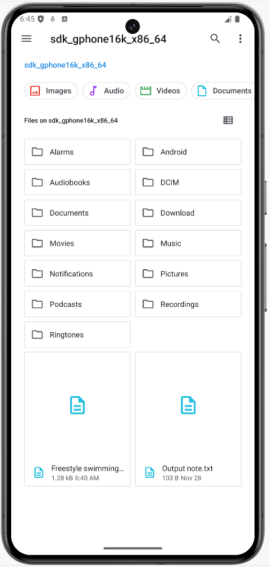 6:45
sdk_gphone16k_x86_64
sdk_gphone16k_x86_64
Images Audio Videos Documents
Files on sdk_gphone16k_x86_64
Alarms Android
Audiobooks DCIM
Documents Download
Movies Music
Notifications Pictures
Podcasts Recordings
Ringtones
Freestyle swimming... Output note.txt
1.28 kB 6:40 AM 103 B Nov 28